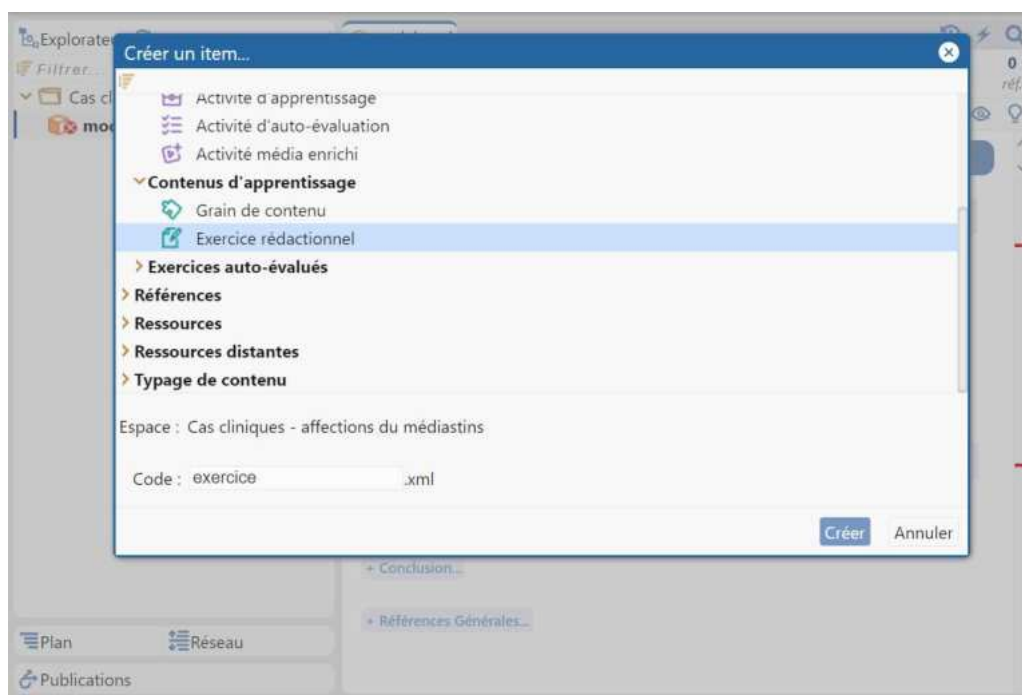 Explorate
Filtrer...
Cas cl
mod
0
réf.
Créer un item...
Activité d'apprentissage
Activité d'auto-évaluation
Activité média enrichi
Contenus d'apprentissage
Grain de contenu
Exercice rédactionnel
Exercices auto-évalués
Références
Ressources
Ressources distantes
Typage de contenu
Espace : Cas cliniques - affections du médiastins
Code : exercice .xml
Créer Annuler
+ Conclusion...
+ Références Générales...
Plan Réseau
Publications